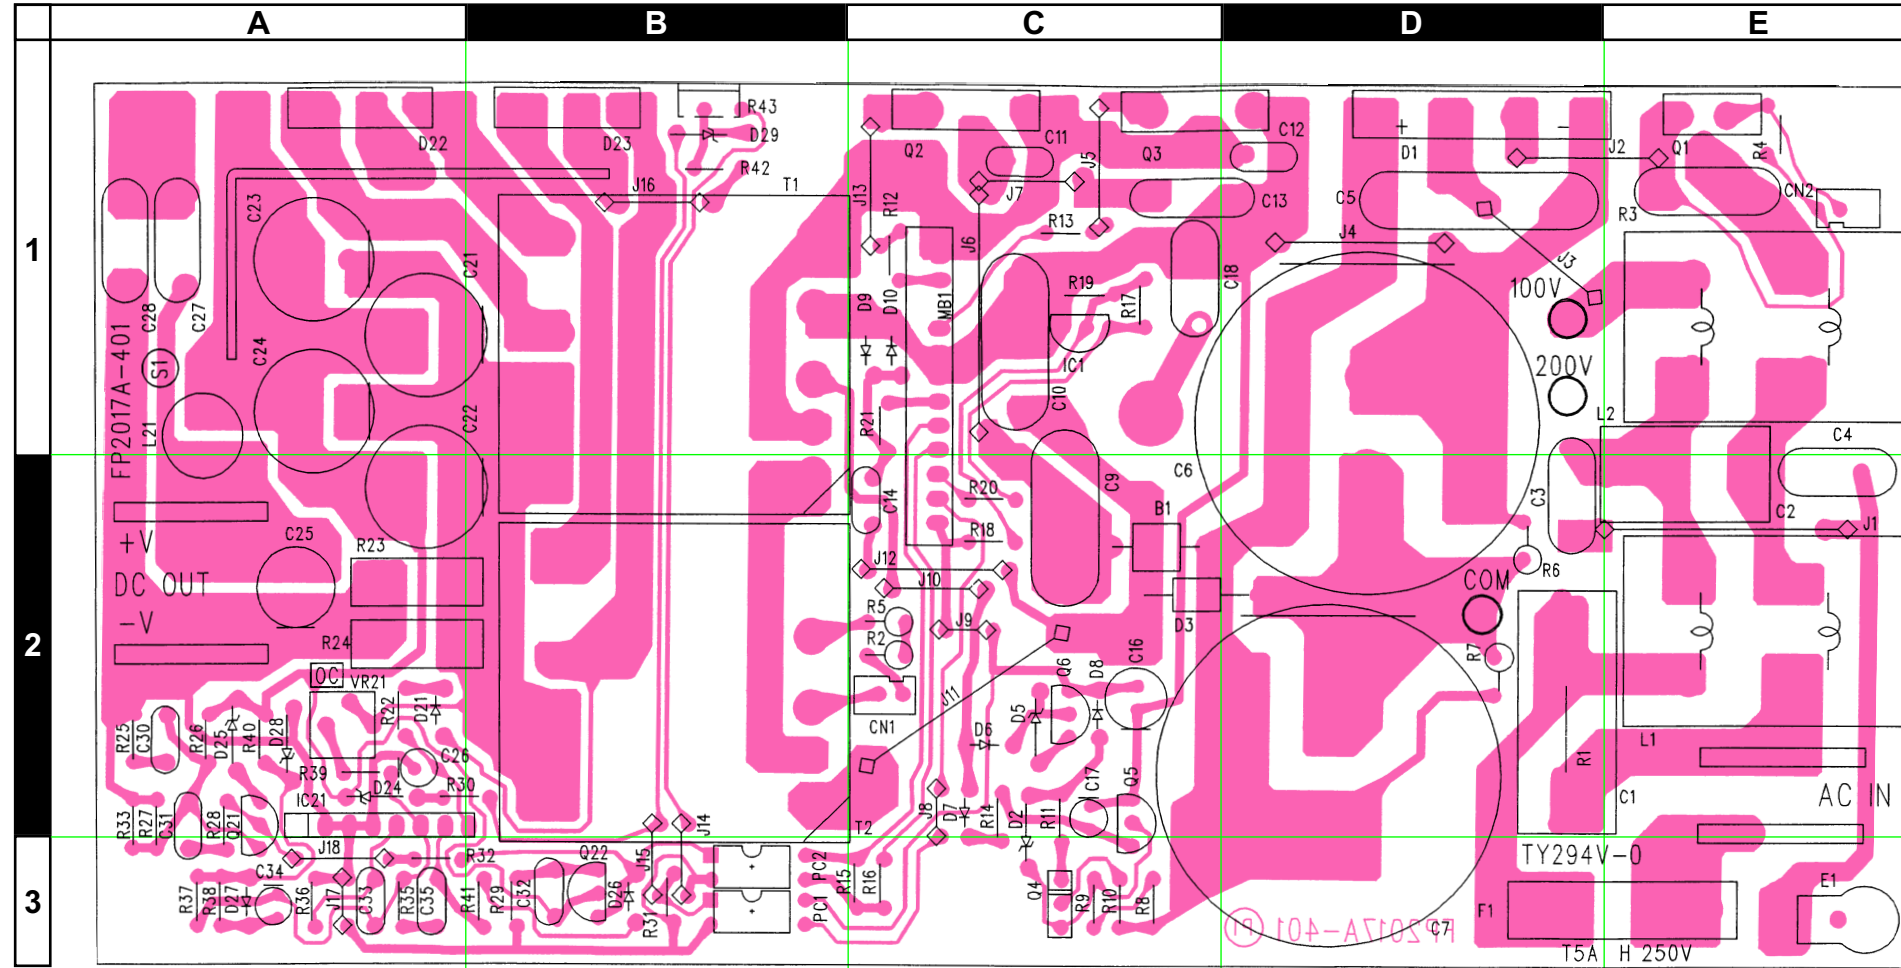 A B C D E
1
2
3
R43
D29
R42
D22
D23
T1
J16
C23
C21
C28
C27
C24
C22
FP2017A-401
S1
L21
Q2
C11
J5
Q3
C12
J13
R12
J7
R13
C13
J6
D9
D10
MB1
R19
R17
C18
IC1
C10
R21
D1
+
−
J2
Q1
R4
C5
R3
CN2
J4
J3
100V
200V
L2
C4
C6
C14
R20
R18
C9
B1
C3
C2
J1
+V
DC OUT
−V
C25
R23
R24
J12
J10
R5
R2
J9
D3
R6
COM
R7
OC
VR21
R22
D21
CN1
J11
Q6
D8
C16
D5
D6
R25
C30
R26
D25
R40
D28
R39
C26
D24
R30
IC21
R33
R27
C31
R28
Q21
J14
T2
J8
D7
R14
D2
R11
C17
Q5
L1
R1
C1
AC IN
J18
R32
Q22
J15
PC2
PC1
R15
R16
TY294V-0
R37
R38
D27
C34
R36
J17
C33
R35
C35
R41
R29
C32
D26
R31
Q4
R9
R10
R8
P1
FP2017A-401
C7
F1
E1
T5A H 250V